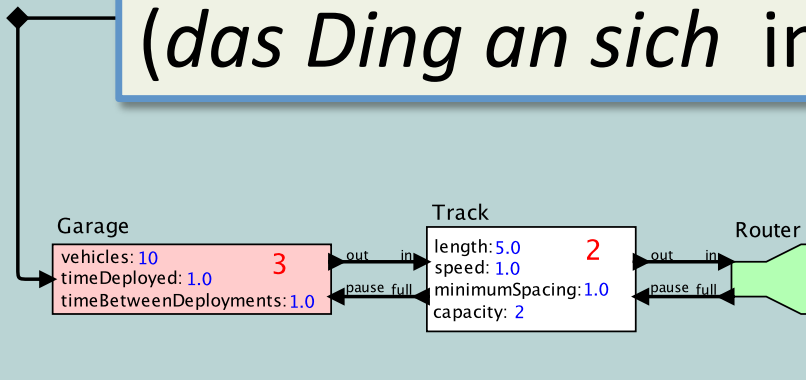 (das Ding an sich in
Garage
vehicles: 10
timeDeployed: 1.0
timeBetweenDeployments: 1.0
3
out in
pause full
Track
length: 5.0
speed: 1.0
minimumSpacing: 1.0
capacity: 2
2
out in
pause full
Router